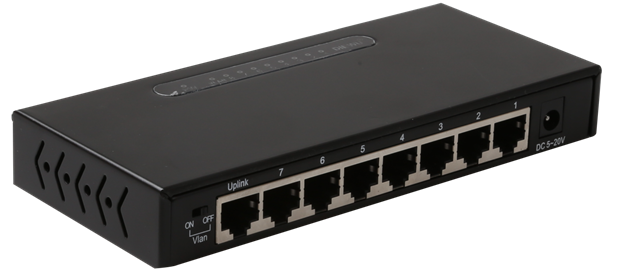 Uplink 7 6 5 4 3 2 1
DC 5~20V
ON OFF
Vlan